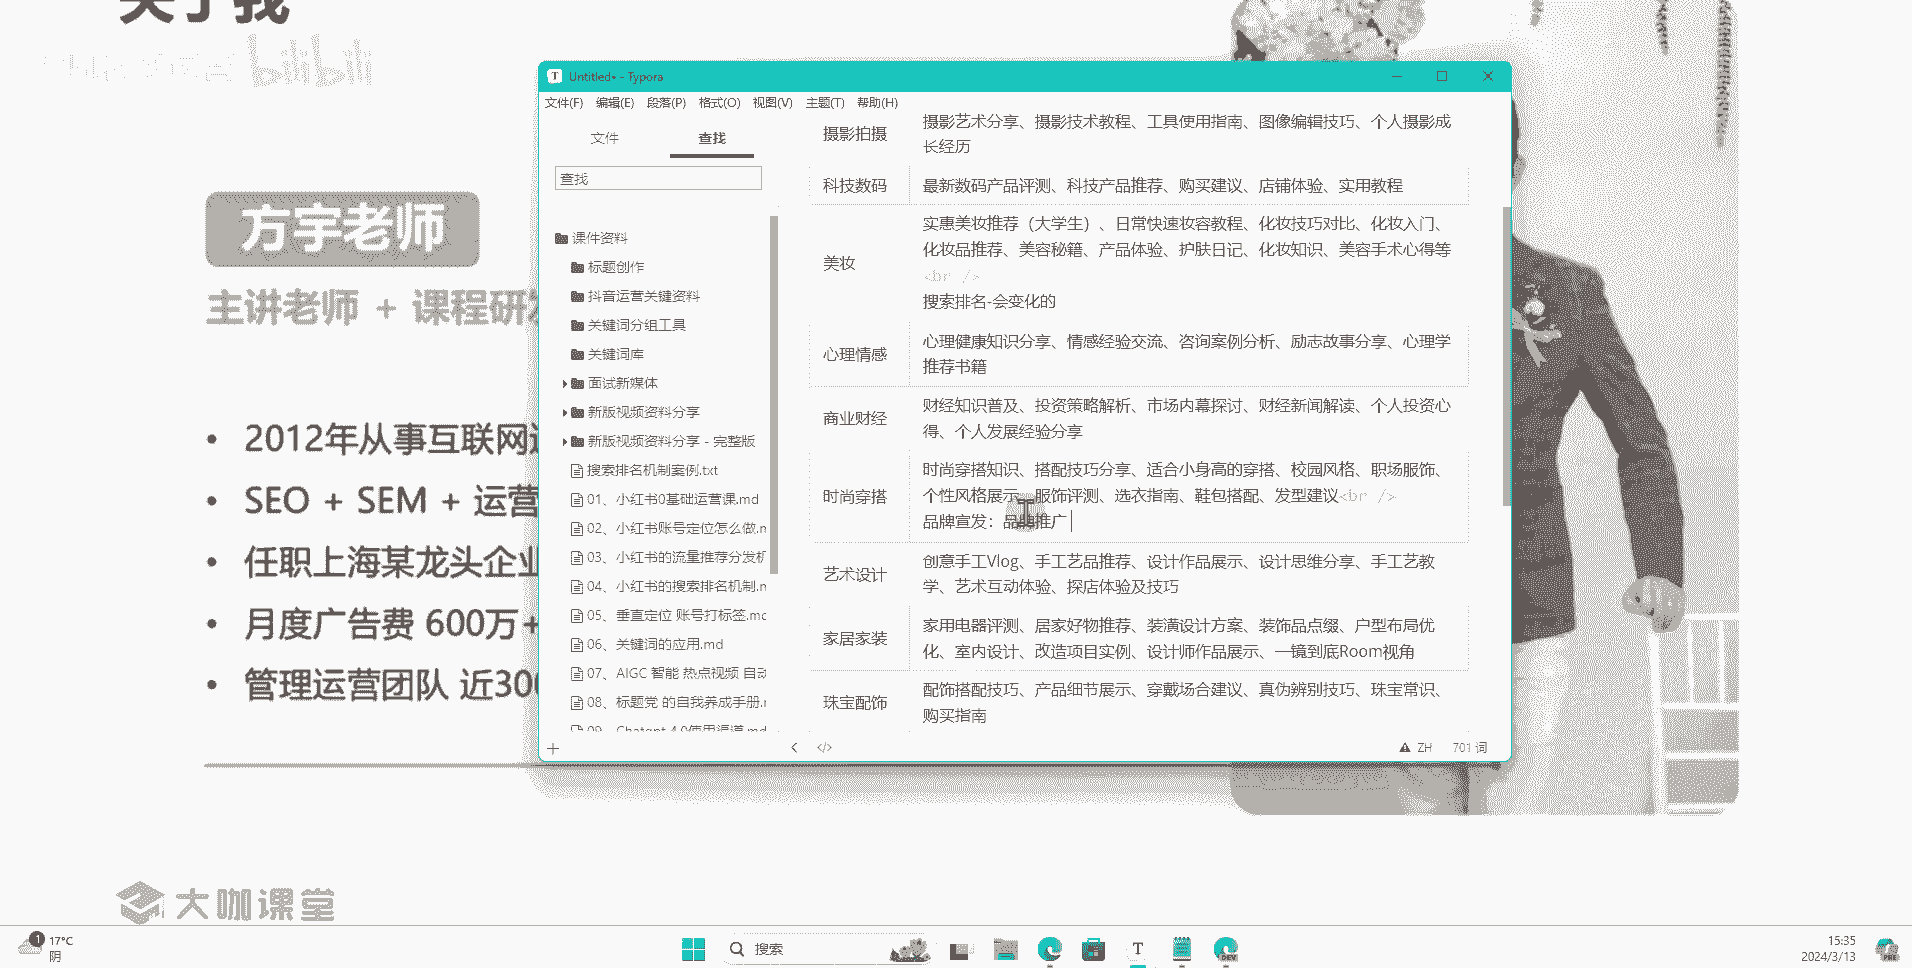 关于我
bilibili
方宇老师
主讲老师 + 课程研发
2012年从事互联网运
SEO + SEM + 运营
任职上海某龙头企业
月度广告费 600万+
管理运营团队 近300
大咖课堂
Untitled• - Typora
文件(F) 编辑(E) 段落(P) 格式(O) 视图(V) 主题(T) 帮助(H)
文件 查找
查找
课件资料
标题创作
抖音运营关键资料
关键词分组工具
关键词库
面试新媒体
新版视频资料分享
新版视频资料分享 - 完整版
搜索排名机制案例.txt
01、小红书0基础运营课.md
02、小红书账号定位怎么做.m
03、小红书的流量推荐分发机
04、小红书的搜索排名机制.m
05、垂直定位 账号打标签.md
06、关键词的应用.md
07、AIGC 智能 热点视频 自动
08、标题党 的自我养成手册.m
09、Chatgpt 4.0使用渠道.md
摄影拍摄
摄影艺术分享、摄影技术教程、工具使用指南、图像编辑技巧、个人摄影成
长经历
科技数码
最新数码产品评测、科技产品推荐、购买建议、店铺体验、实用教程
美妆
实惠美妆推荐（大学生）、日常快速妆容教程、化妆技巧对比、化妆入门、
化妆品推荐、美容秘籍、产品体验、护肤日记、化妆知识、美容手术心得等
<br />
搜索排名-会变化的
心理情感
心理健康知识分享、情感经验交流、咨询案例分析、励志故事分享、心理学
推荐书籍
商业财经
财经知识普及、投资策略解析、市场内幕探讨、财经新闻解读、个人投资心
得、个人发展经验分享
时尚穿搭
时尚穿搭知识、搭配技巧分享、适合小身高的穿搭、校园风格、职场服饰、
个性风格展示、服饰评测、选衣指南、鞋包搭配、发型建议<br />
品牌宣发：品牌推广
艺术设计
创意手工Vlog、手工艺品推荐、设计作品展示、设计思维分享、手工艺教
学、艺术互动体验、探店体验及技巧
家居家装
家用电器评测、居家好物推荐、装潢设计方案、装饰品点缀、户型布局优
化、室内设计、改造项目实例、设计师作品展示、一镜到底Room视角
珠宝配饰
配饰搭配技巧、产品细节展示、穿戴场合建议、真伪辨别技巧、珠宝常识、
购买指南
ZH 701 词
1 17°C
阴
搜索
15:35
2024/3/13